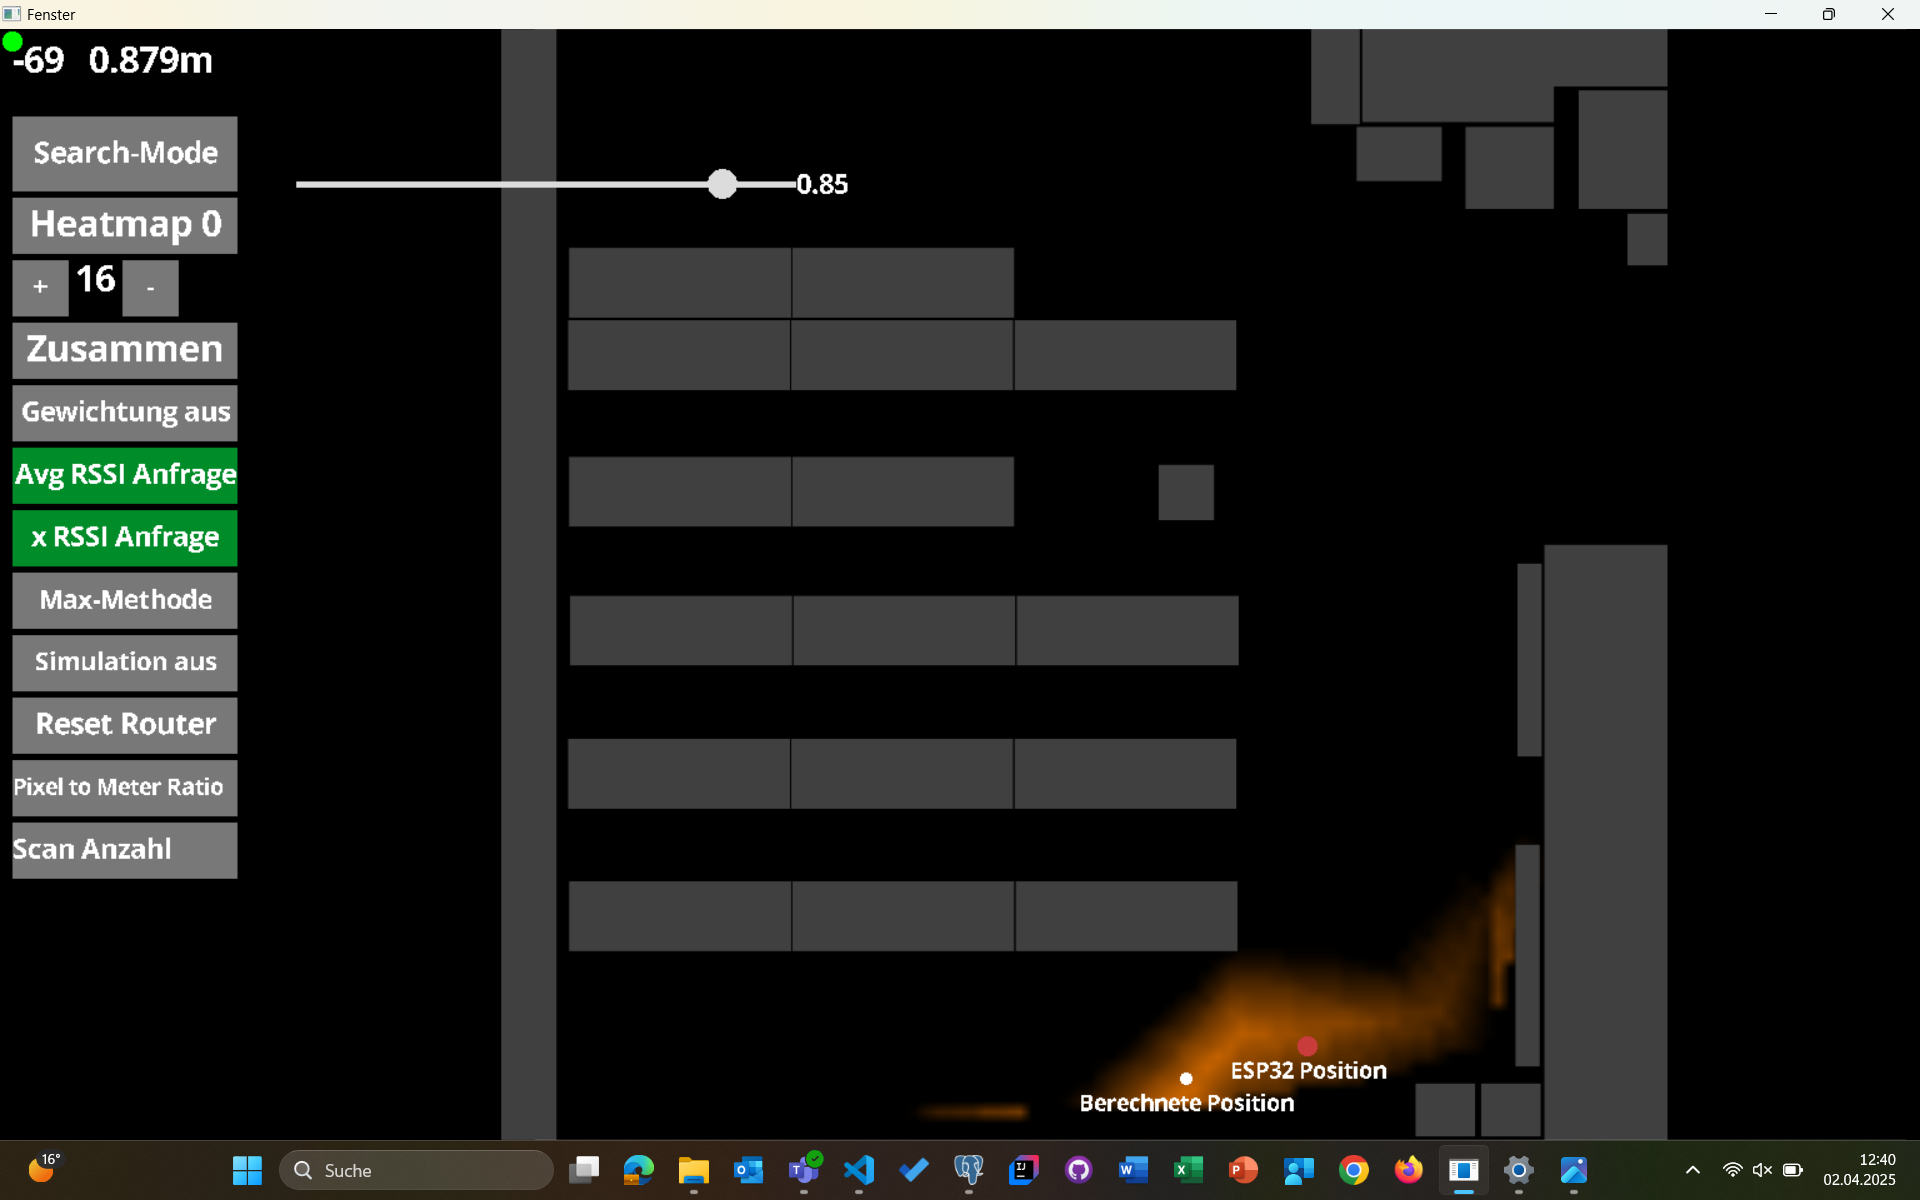 Fenster
-69 0.879m
Search-Mode
0.85
Heatmap 0
+ 16 -
Zusammen
Gewichtung aus
Avg RSSI Anfrage
x RSSI Anfrage
Max-Methode
Simulation aus
Reset Router
Pixel to Meter Ratio
Scan Anzahl
ESP32 Position
Berechnete Position
16°
Suche
12:40
02.04.2025